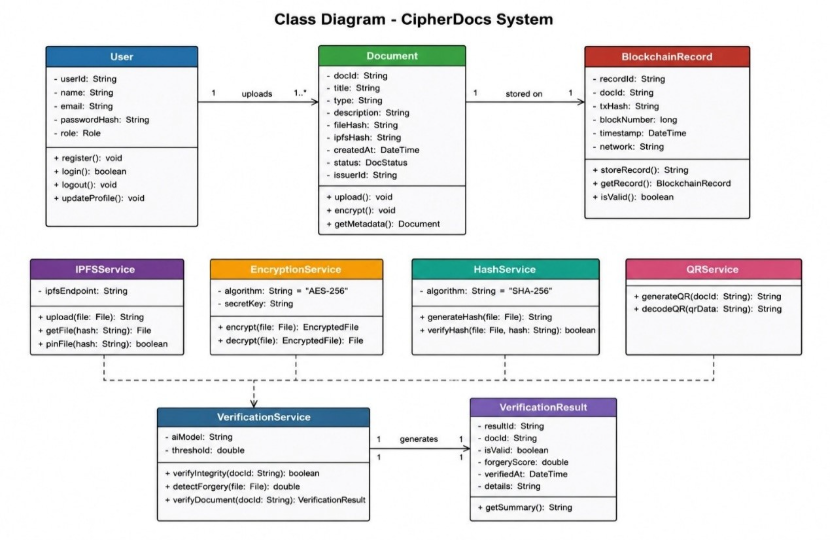 Class Diagram - CipherDocs System
User
- userId: String
- name: String
- email: String
- passwordHash: String
- role: Role
+ register(): void
+ login(): boolean
+ logout(): void
+ updateProfile(): void
1 uploads 1..*
Document
- docId: String
- title: String
- type: String
- description: String
- fileHash: String
- ipfsHash: String
- createdAt: DateTime
- status: DocStatus
- issuerId: String
+ upload(): void
+ encrypt(): void
+ getMetadata(): Document
1 stored on 1
BlockchainRecord
- recordId: String
- docId: String
- txHash: String
- blockNumber: long
- timestamp: DateTime
- network: String
+ storeRecord(): String
+ getRecord(): BlockchainRecord
+ isValid(): boolean
IPFSService
- ipfsEndpoint: String
+ upload(file: File): String
+ getFile(hash: String): File
+ pinFile(hash: String): boolean
EncryptionService
- algorithm: String = "AES-256"
- secretKey: String
+ encrypt(file: File): EncryptedFile
+ decrypt(file): EncryptedFile): File
HashService
- algorithm: String = "SHA-256"
+ generateHash(file: File): String
+ verifyHash(file: File, hash: String): boolean
QRService
+ generateQR(docId: String): String)
+ decodeQR(qrData: String): String)
VerificationService
- aiModel: String
- threshold: double
+ verifyIntegrity(docId: String): boolean
+ detectForgery(file: File): double
+ verifyDocument(docId: String): VerificationResult
1 generates 1
1 1
VerificationResult
- resultId: String
- docId: String
- isValid: boolean
- forgeryScore: double
- verifiedAt: DateTime
- details: String
+ getSummary(): String